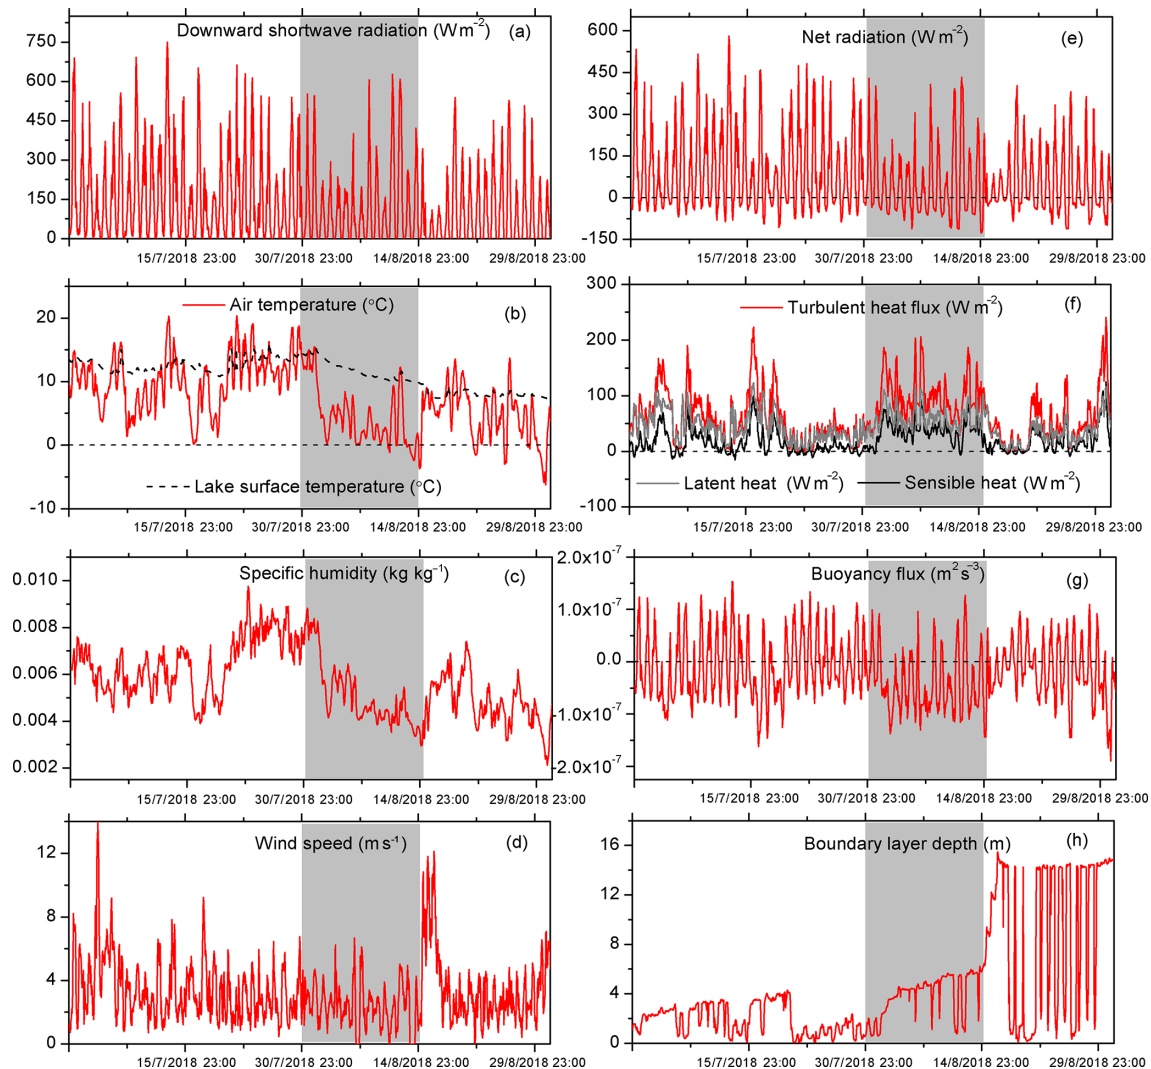 Downward shortwave radiation (W m⁻²) (a)
750
600
450
300
150
0
15/7/2018 23:00 30/7/2018 23:00 14/8/2018 23:00 29/8/2018 23:00
Net radiation (W m⁻²) (e)
600
450
300
150
0
-150
15/7/2018 23:00 30/7/2018 23:00 14/8/2018 23:00 29/8/2018 23:00
Air temperature (°C) (b)
20
10
0
-10
Lake surface temperature (°C)
15/7/2018 23:00 30/7/2018 23:00 14/8/2018 23:00 29/8/2018 23:00
Turbulent heat flux (W m⁻²) (f)
300
200
100
0
-100
Latent heat (W m⁻²) Sensible heat (W m⁻²)
15/7/2018 23:00 30/7/2018 23:00 14/8/2018 23:00 29/8/2018 23:00
Specific humidity (kg kg⁻¹) (c)
0.010
0.008
0.006
0.004
0.002
15/7/2018 23:00 30/7/2018 23:00 14/8/2018 23:00 29/8/2018 23:00
Buoyancy flux (m² s⁻³) (g)
2.0x10⁻⁷
1.0x10⁻⁷
0.0
-1.0x10⁻⁷
-2.0x10⁻⁷
15/7/2018 23:00 30/7/2018 23:00 14/8/2018 23:00 29/8/2018 23:00
Wind speed (m s⁻¹) (d)
12
8
4
0
15/7/2018 23:00 30/7/2018 23:00 14/8/2018 23:00 29/8/2018 23:00
Boundary layer depth (m) (h)
16
12
8
4
0
15/7/2018 23:00 30/7/2018 23:00 14/8/2018 23:00 29/8/2018 23:00